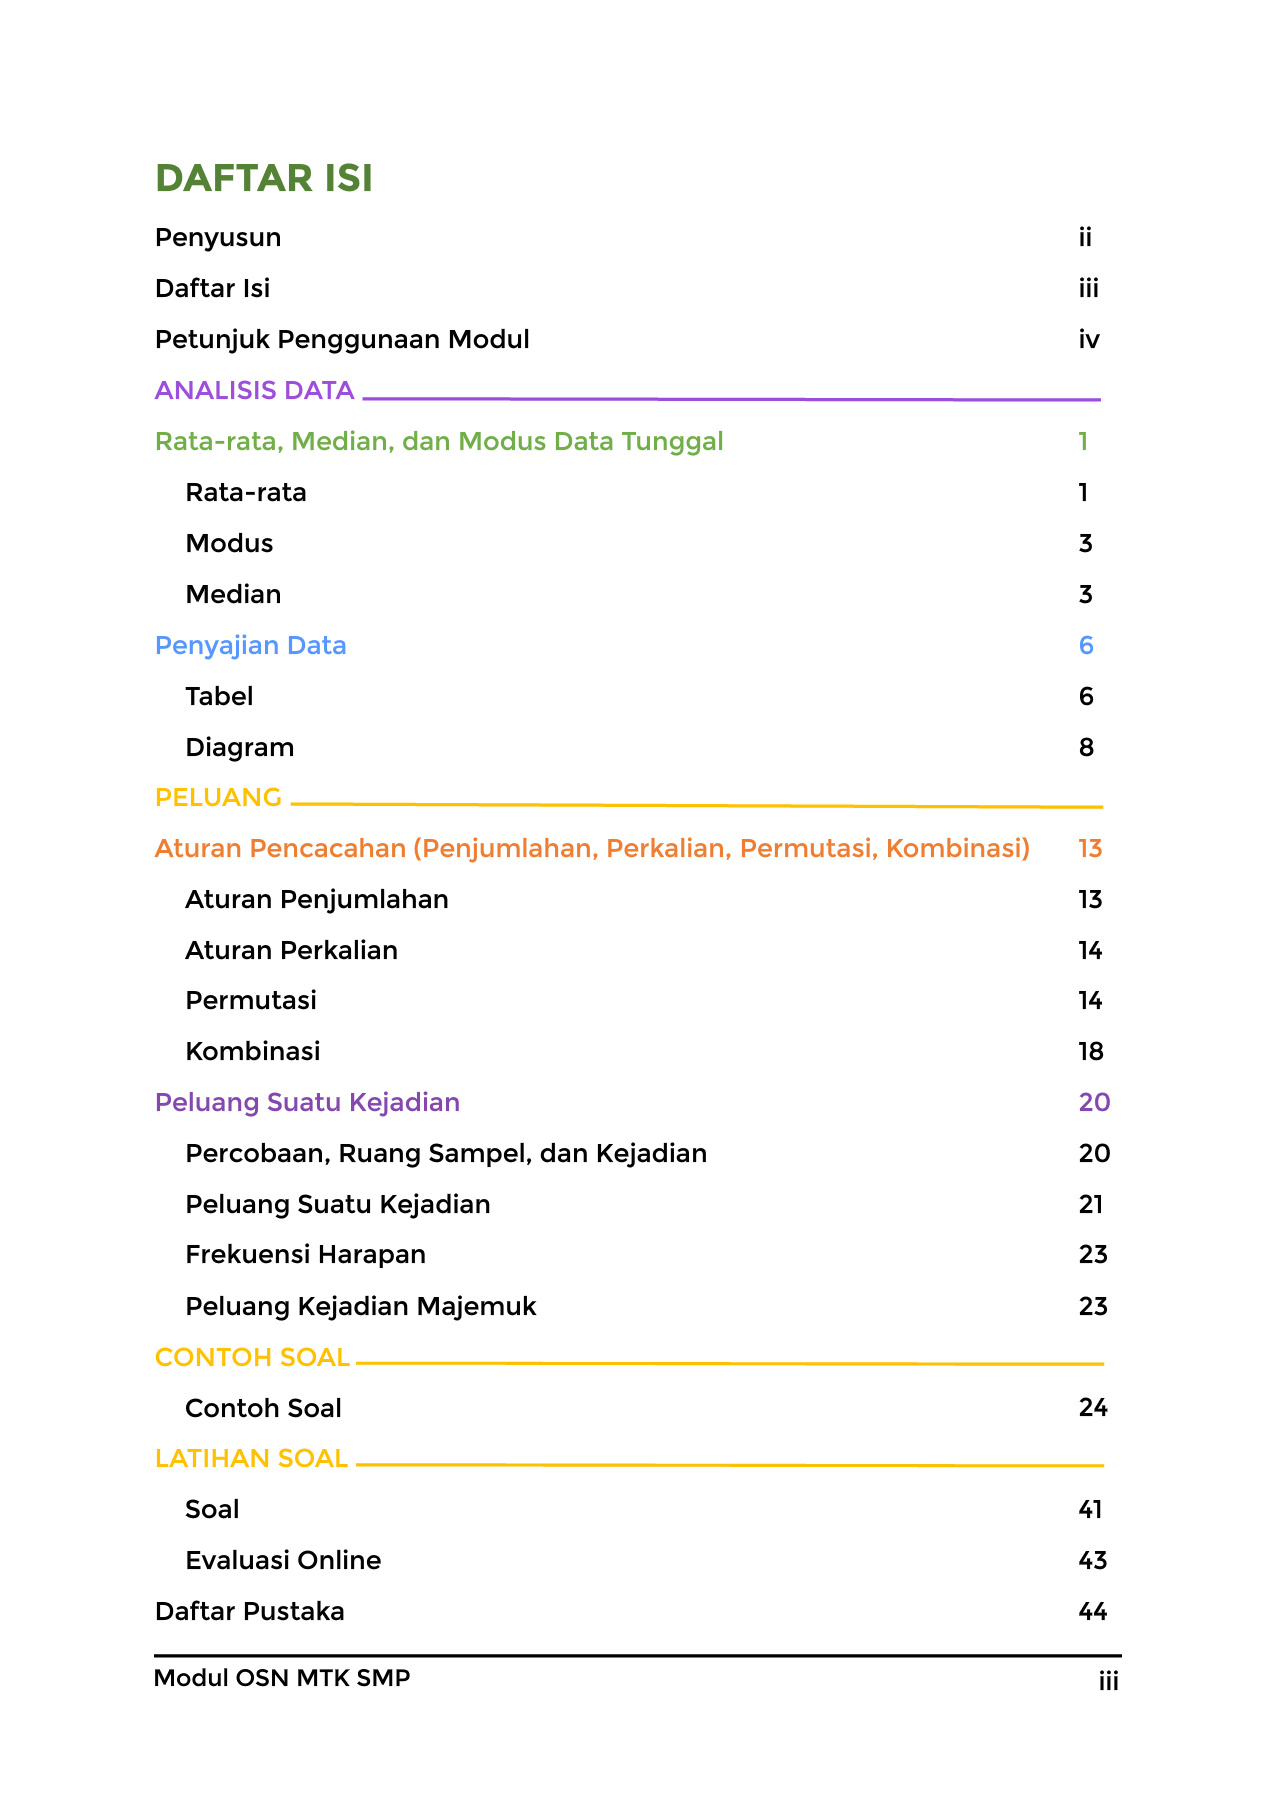 DAFTAR ISI
Penyusun ii
Daftar Isi iii
Petunjuk Penggunaan Modul iv
ANALISIS DATA
Rata-rata, Median, dan Modus Data Tunggal 1
Rata-rata 1
Modus 3
Median 3
Penyajian Data 6
Tabel 6
Diagram 8
PELUANG
Aturan Pencacahan (Penjumlahan, Perkalian, Permutasi, Kombinasi) 13
Aturan Penjumlahan 13
Aturan Perkalian 14
Permutasi 14
Kombinasi 18
Peluang Suatu Kejadian 20
Percobaan, Ruang Sampel, dan Kejadian 20
Peluang Suatu Kejadian 21
Frekuensi Harapan 23
Peluang Kejadian Majemuk 23
CONTOH SOAL
Contoh Soal 24
LATIHAN SOAL
Soal 41
Evaluasi Online 43
Daftar Pustaka 44
Modul OSN MTK SMP iii